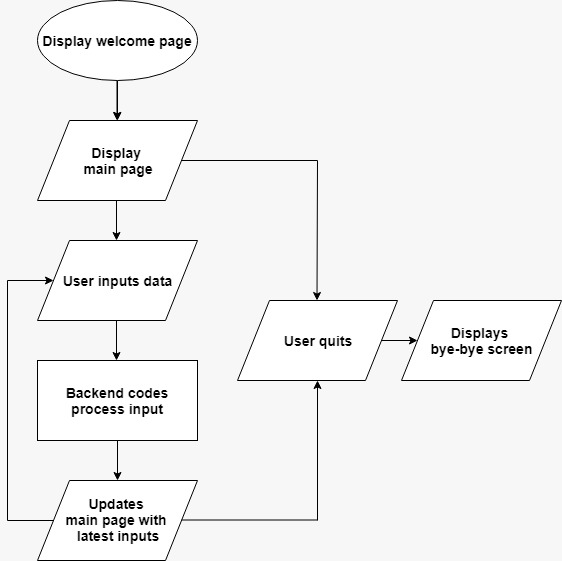 Display welcome page
Display
main page
User inputs data
Backend codes
process input
Updates
main page with
latest inputs
User quits
Displays
bye-bye screen